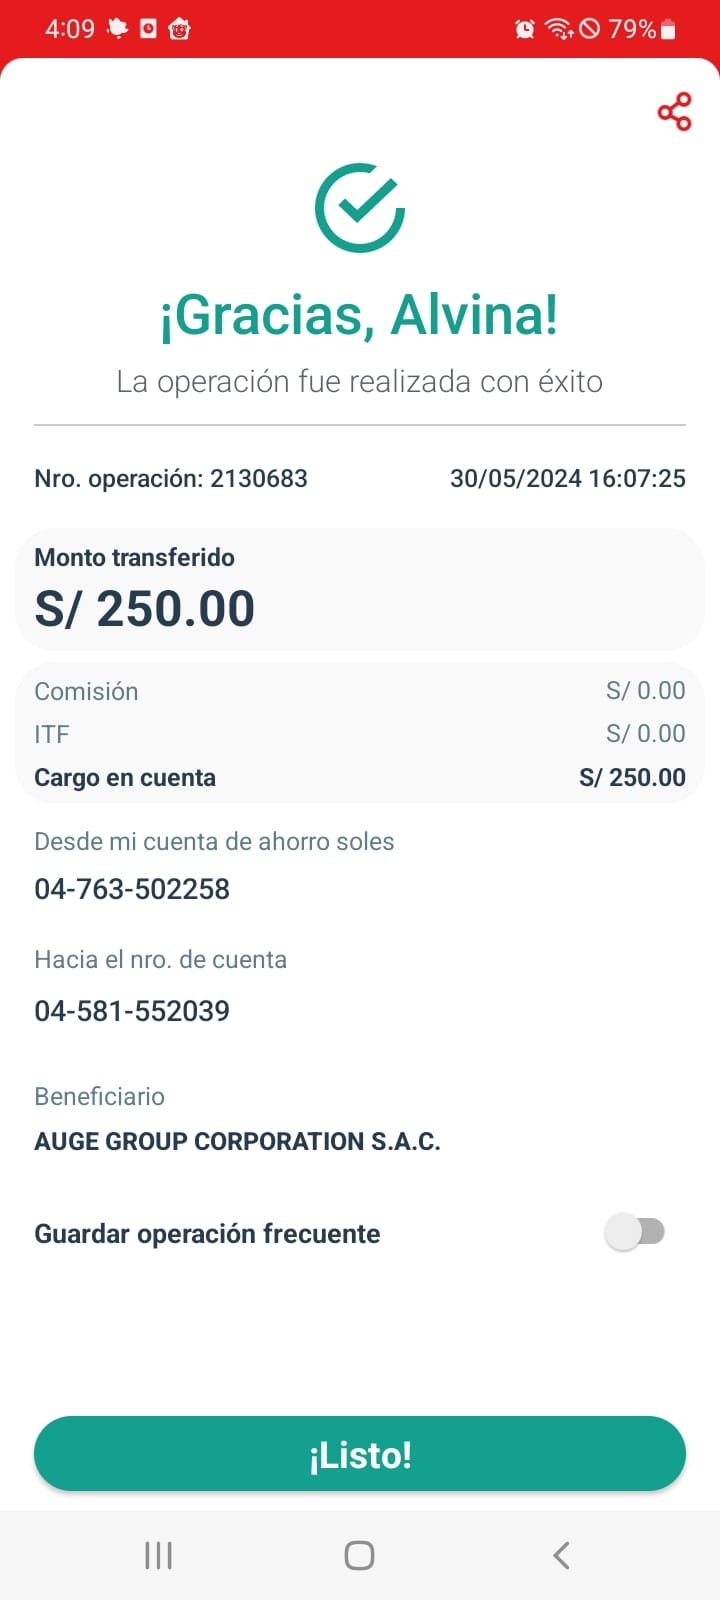 4:09
79%
¡Gracias, Alvina!
La operación fue realizada con éxito
Nro. operación: 2130683 30/05/2024 16:07:25
Monto transferido
S/ 250.00
Comisión S/ 0.00
ITF S/ 0.00
Cargo en cuenta S/ 250.00
Desde mi cuenta de ahorro soles
04-763-502258
Hacia el nro. de cuenta
04-581-552039
Beneficiario
AUGE GROUP CORPORATION S.A.C.
Guardar operación frecuente
¡Listo!